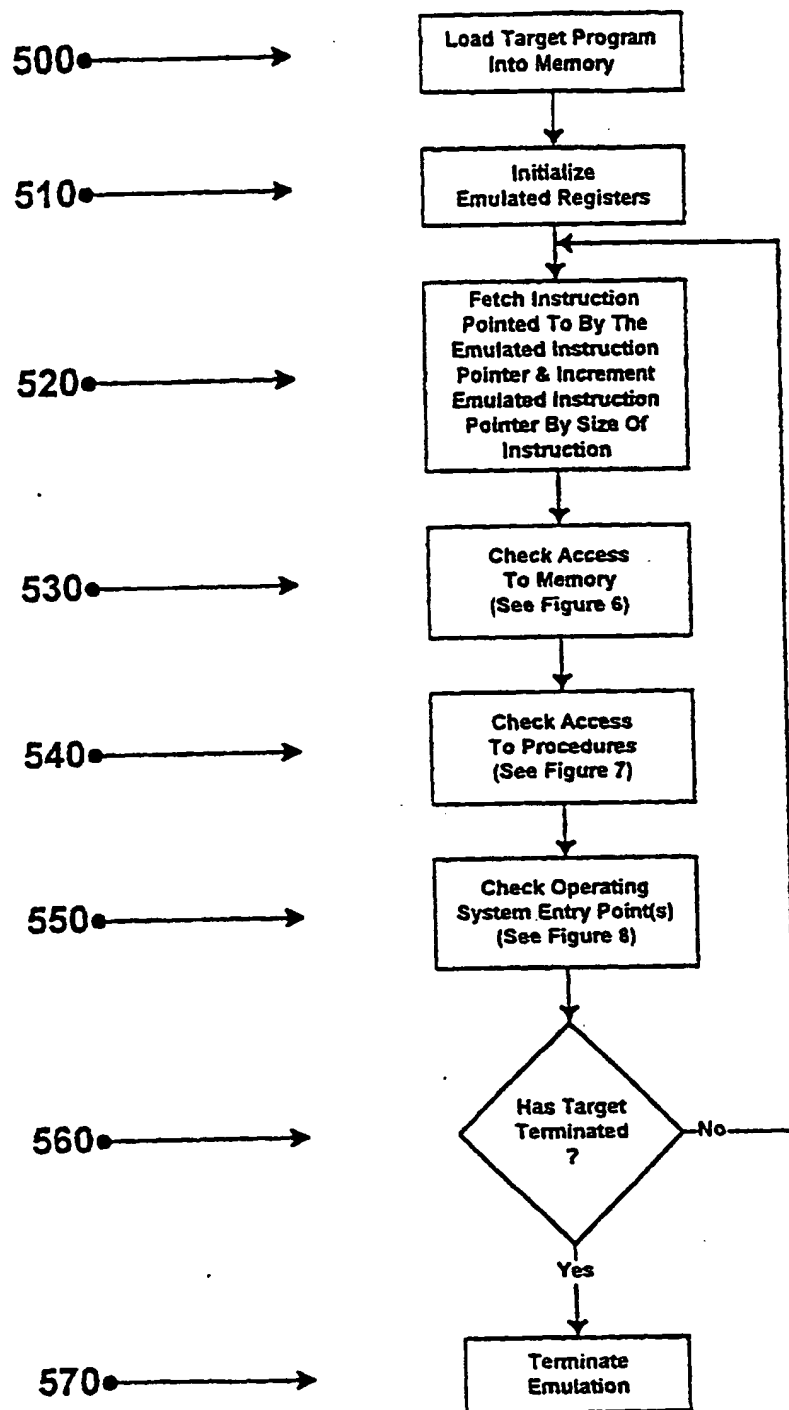 500
Load Target Program
Into Memory
510
Initialize
Emulated Registers
520
Fetch Instruction
Pointed To By The
Emulated Instruction
Pointer & Increment
Emulated Instruction
Pointer By Size Of
Instruction
530
Check Access
To Memory
(See Figure 6)
540
Check Access
To Procedures
(See Figure 7)
550
Check Operating
System Entry Point(s)
(See Figure 8)
560
Has Target
Terminated
?
No
Yes
570
Terminate
Emulation